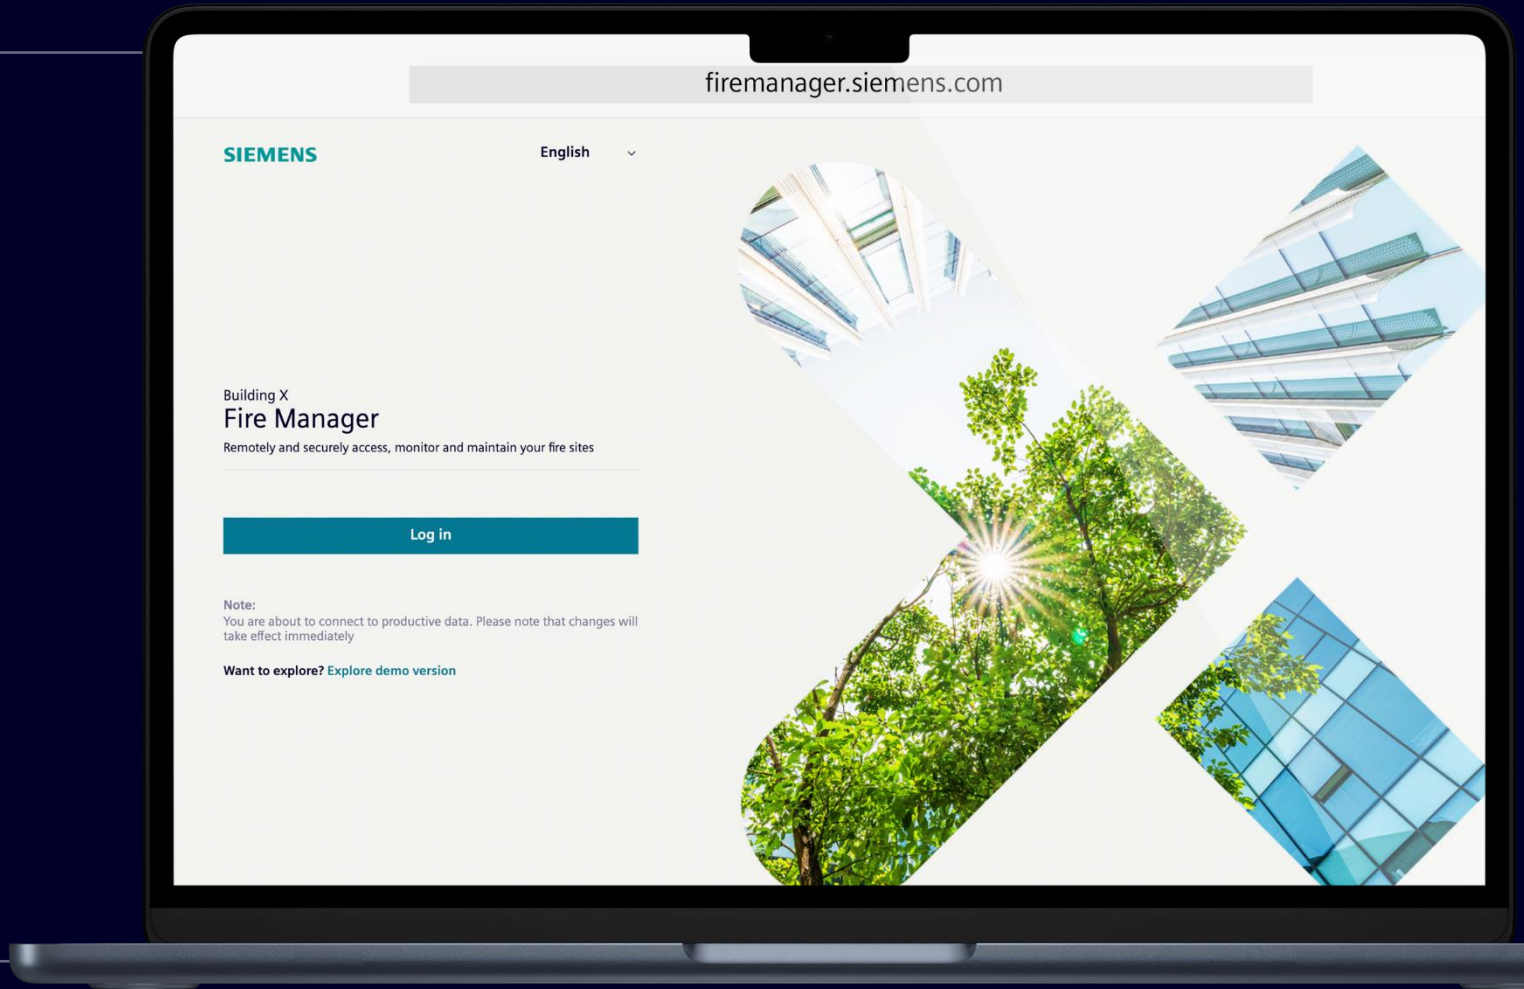 firemanager.siemens.com
SIEMENS
English
Building X
Fire Manager
Remotely and securely access, monitor and maintain your fire sites
Log in
Note:
You are about to connect to productive data. Please note that changes will
take effect immediately
Want to explore? Explore demo version